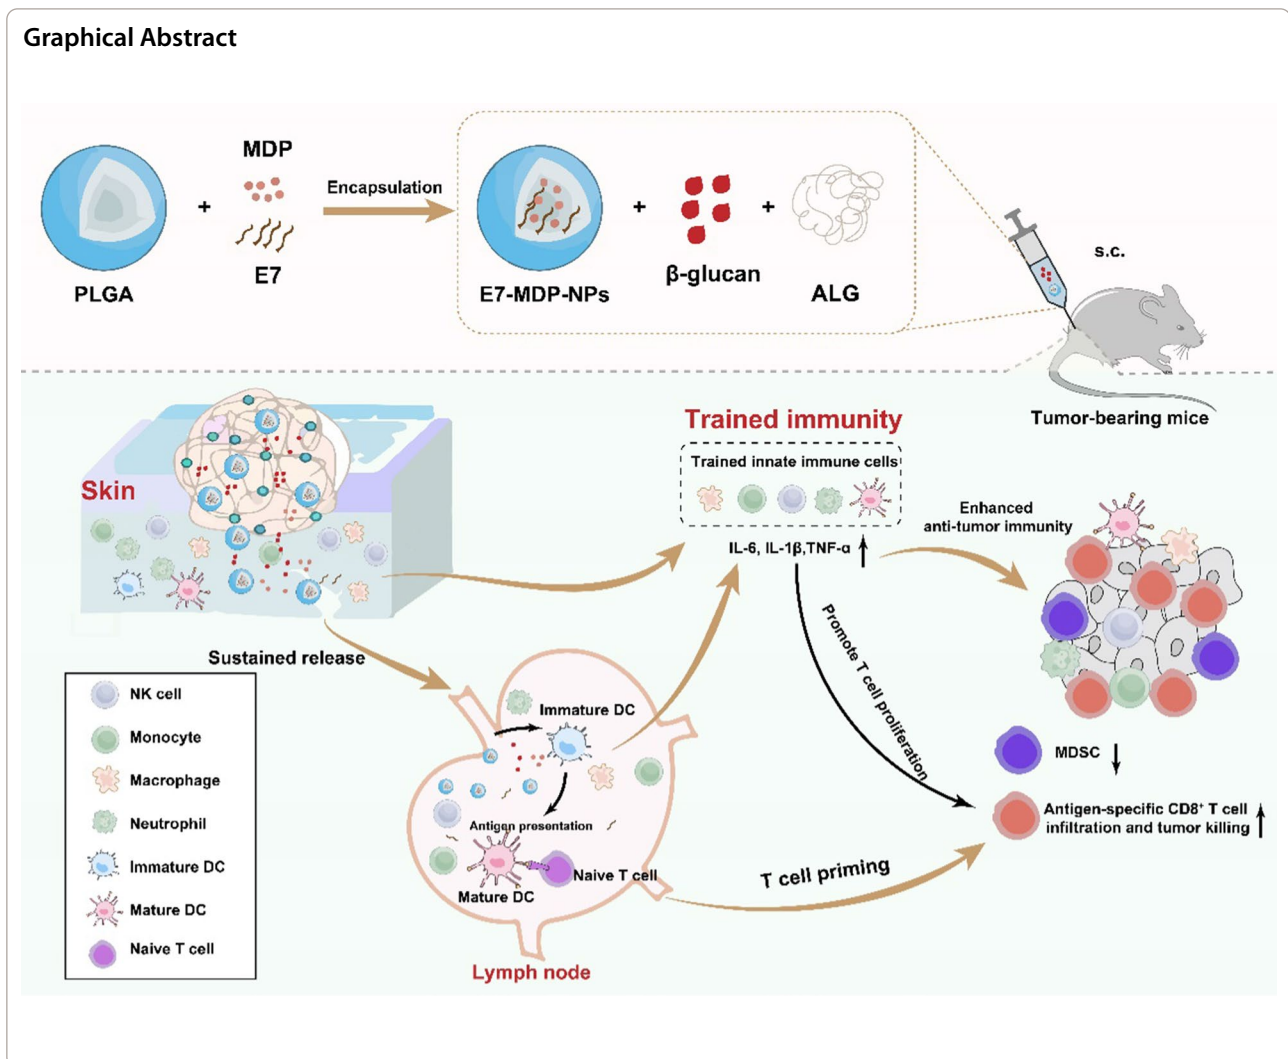 Graphical Abstract
MDP
Encapsulation
PLGA
+
E7
E7-MDP-NPs
+
β-glucan
+
ALG
s.c.
Tumor-bearing mice
Skin
Trained immunity
Trained innate immune cells
IL-6, IL-1β,TNF-α
Enhanced
anti-tumor immunity
Promote T cell proliferation
Sustained release
NK cell
Monocyte
Macrophage
Neutrophil
Immature DC
Mature DC
Naive T cell
Immature DC
Antigen presentation
Naive T cell
Mature DC
Lymph node
T cell priming
MDSC
Antigen-specific CD8⁺ T cell
infiltration and tumor killing